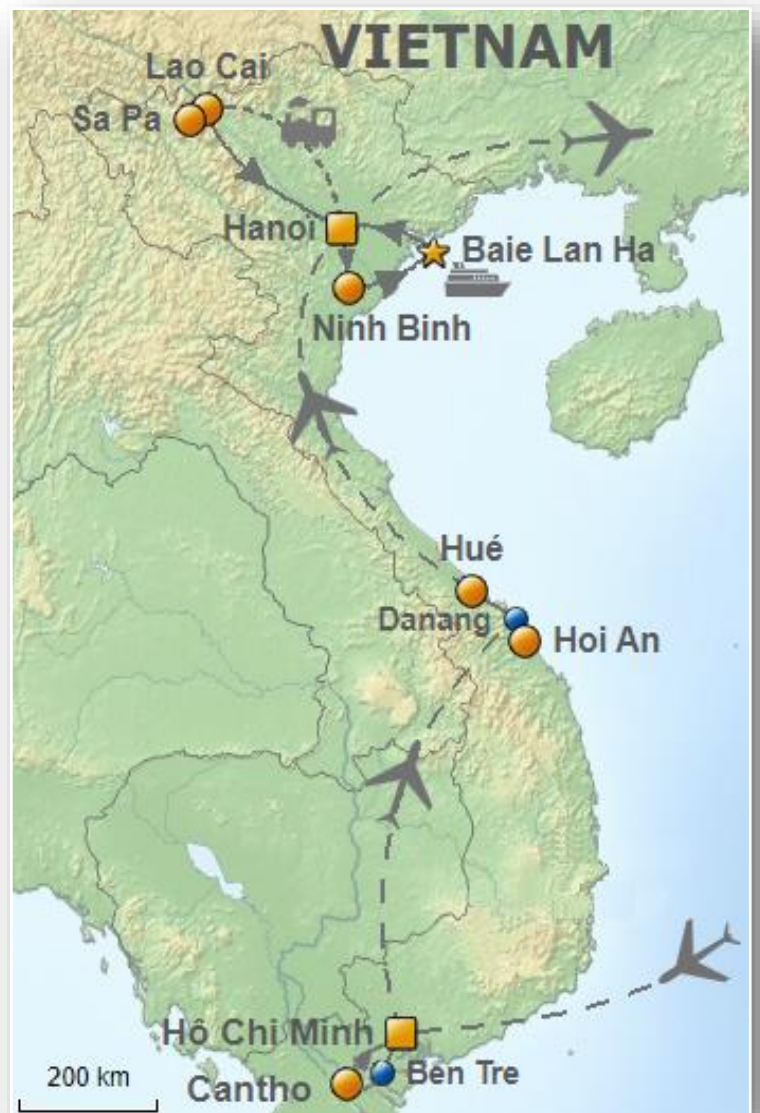 VIETNAM
Lao Cai
Sa Pa
Hanoï
Baie Lan Ha
Ninh Binh
Hué
Danang
Hoi An
Hô Chi Minh
Ben Tre
Cantho
200 km